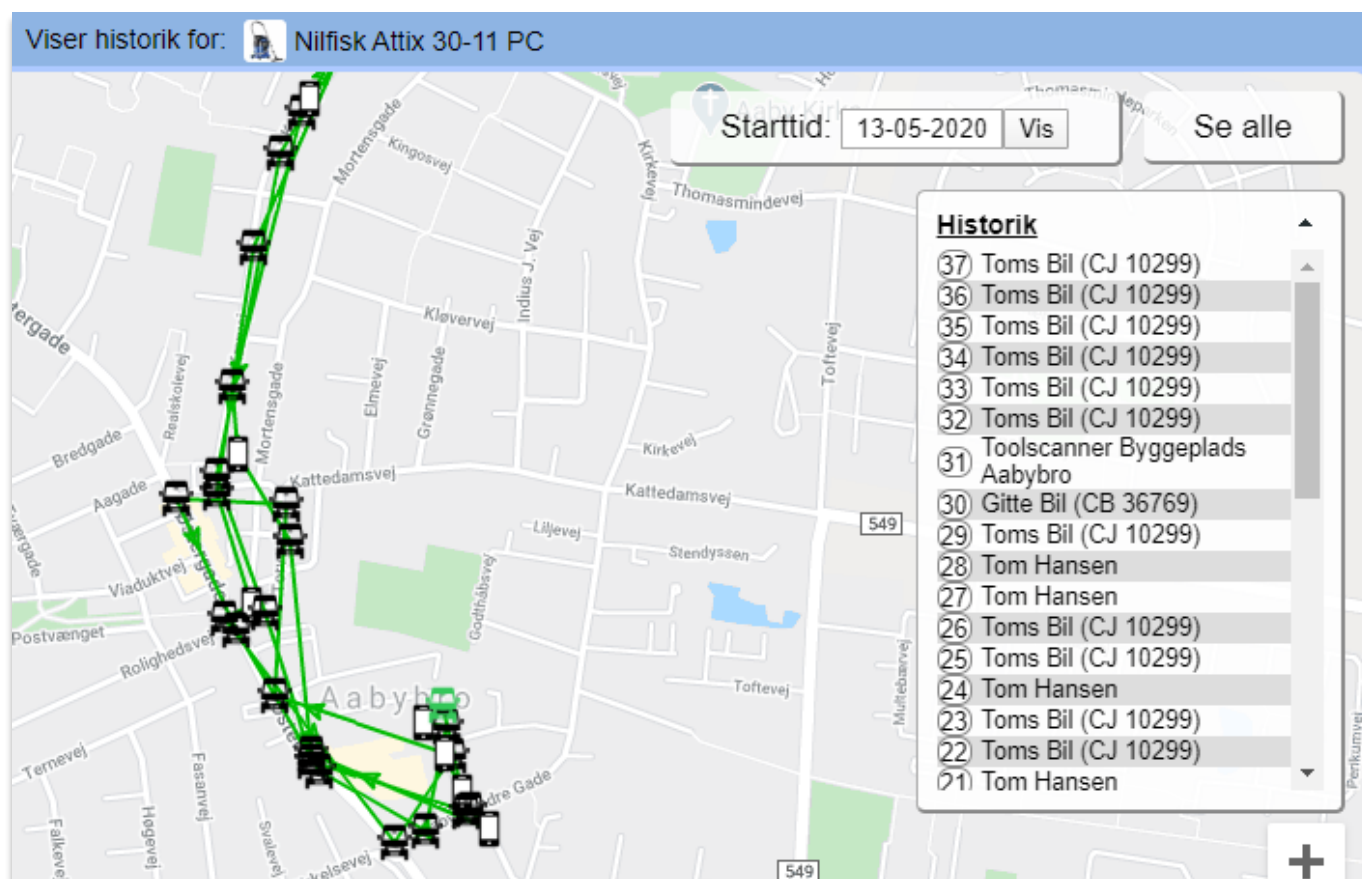 Viser historik for: Nilfisk Attix 30-11 PC
Aaby Kirke
Starttid: 13-05-2020 Vis
Se alle
Mortensgade
Kingosvej
Kirkevej
Thomasmindevej
Indius J. Vej
Historik
37 Toms Bil (CJ 10299)
36 Toms Bil (CJ 10299)
35 Toms Bil (CJ 10299)
34 Toms Bil (CJ 10299)
33 Toms Bil (CJ 10299)
32 Toms Bil (CJ 10299)
31 Toolscanner Byggeplads
Aabybro
30 Gitte Bil (CB 36769)
29 Toms Bil (CJ 10299)
28 Tom Hansen
27 Tom Hansen
26 Toms Bil (CJ 10299)
25 Toms Bil (CJ 10299)
24 Tom Hansen
23 Toms Bil (CJ 10299)
22 Toms Bil (CJ 10299)
21 Tom Hansen
Kløvervej
Toftevej
Realskolevej
Mortensgade
Elmevej
Grønnegade
Bredgade
Kirkevej
Aagade
Kattedamsvej
Kattedamsvej
549
Liljevej
Stendyssen
Viaduktvej
Godthåbsvej
Postvænget
Rolighedsvej
Aabybro
Toftevej
Multebærvej
Ternevej
Fasanvej
Høgevej
Svalevej
Falkevej
549
+